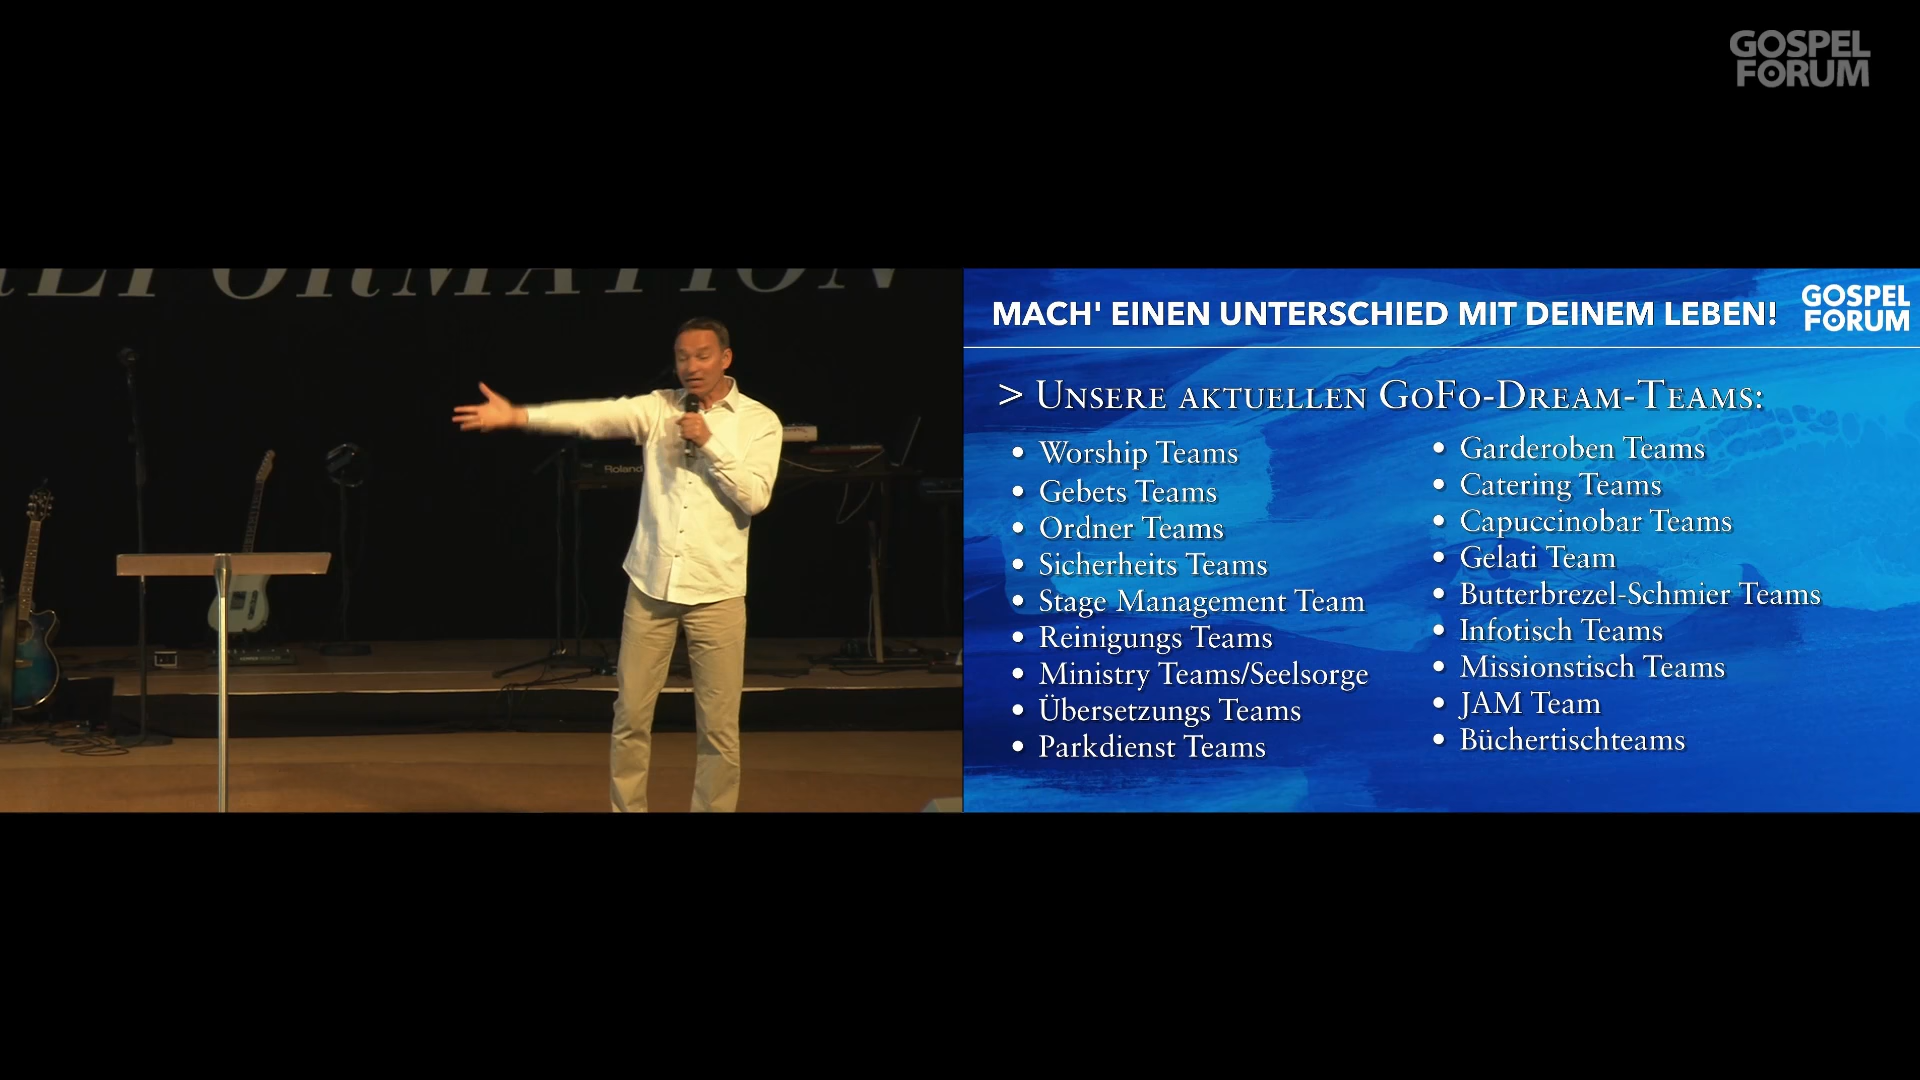 GOSPEL
FORUM
REFORMATION
Roland
MACH' EINEN UNTERSCHIED MIT DEINEM LEBEN!
GOSPEL
FORUM
> UNSERE AKTUELLEN GOFO-DREAM-TEAMS:
• Worship Teams
• Gebets Teams
• Ordner Teams
• Sicherheits Teams
• Stage Management Team
• Reinigungs Teams
• Ministry Teams/Seelsorge
• Übersetzungs Teams
• Parkdienst Teams
• Garderoben Teams
• Catering Teams
• Capuccinobar Teams
• Gelati Team
• Butterbrezel-Schmier Teams
• Infotisch Teams
• Missionstisch Teams
• JAM Team
• Büchertischteams